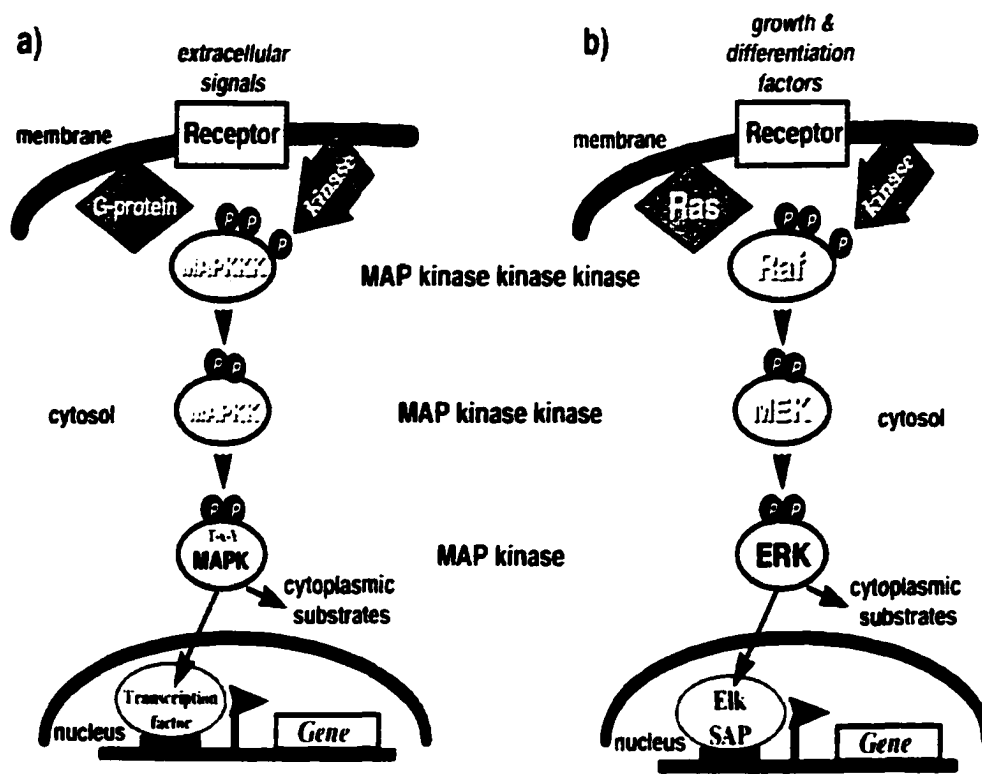 a)
extracellular
signals
membrane
Receptor
kinase
G-protein
P P
P
MAPKKK
MAP kinase kinase kinase
P P
MAPKK
cytosol
MAP kinase kinase
P P
MAPK
MAP kinase
cytoplasmic
substrates
Transcription
factor
nucleus
Gene
b)
growth &
differentiation
factors
membrane
Receptor
kinase
Ras
P P
P
Raf
P P
MEK
cytosol
P P
ERK
cytoplasmic
substrates
Elk
SAP
nucleus
Gene